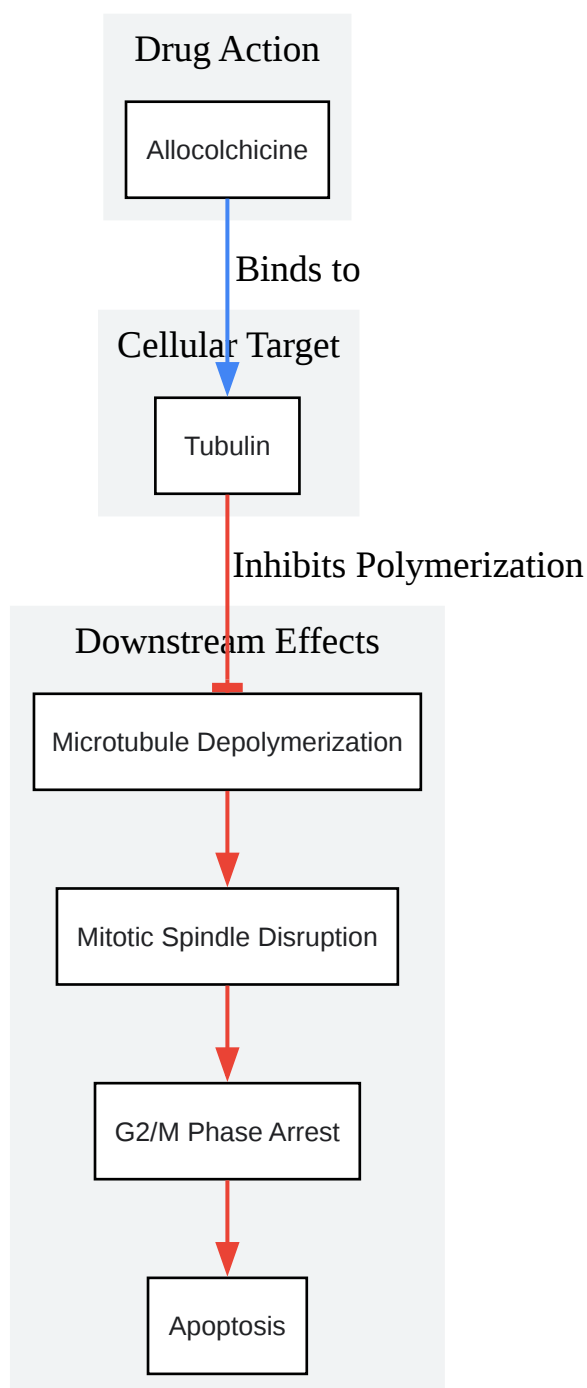 Drug Action
Allocolchicine
Binds to
Cellular Target
Tubulin
Inhibits Polymerization
Downstream Effects
Microtubule Depolymerization
Mitotic Spindle Disruption
G2/M Phase Arrest
Apoptosis